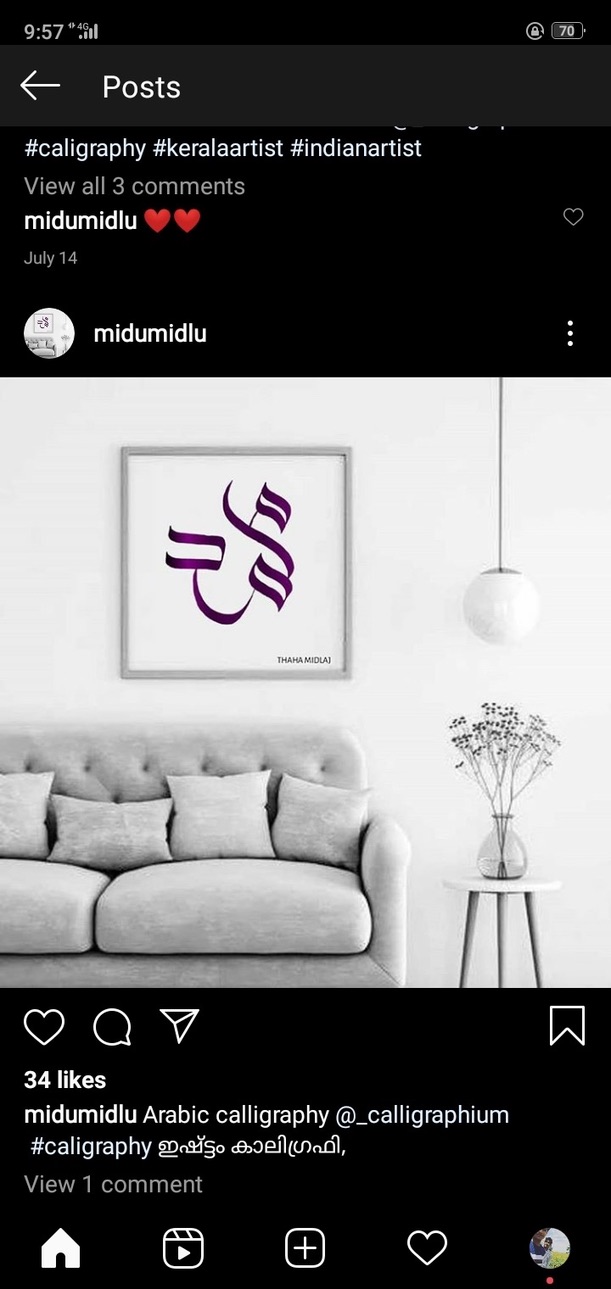 9:57 4G 70
Posts
#caligraphy #keralaartist #indianartist
View all 3 comments
midumidlu ❤️❤️
July 14
midumidlu
THAHA MIDLAJ
34 likes
midumidlu Arabic calligraphy @_calligraphium
#caligraphy ഇഷ്ടം കാലിഗ്രഫി,
View 1 comment